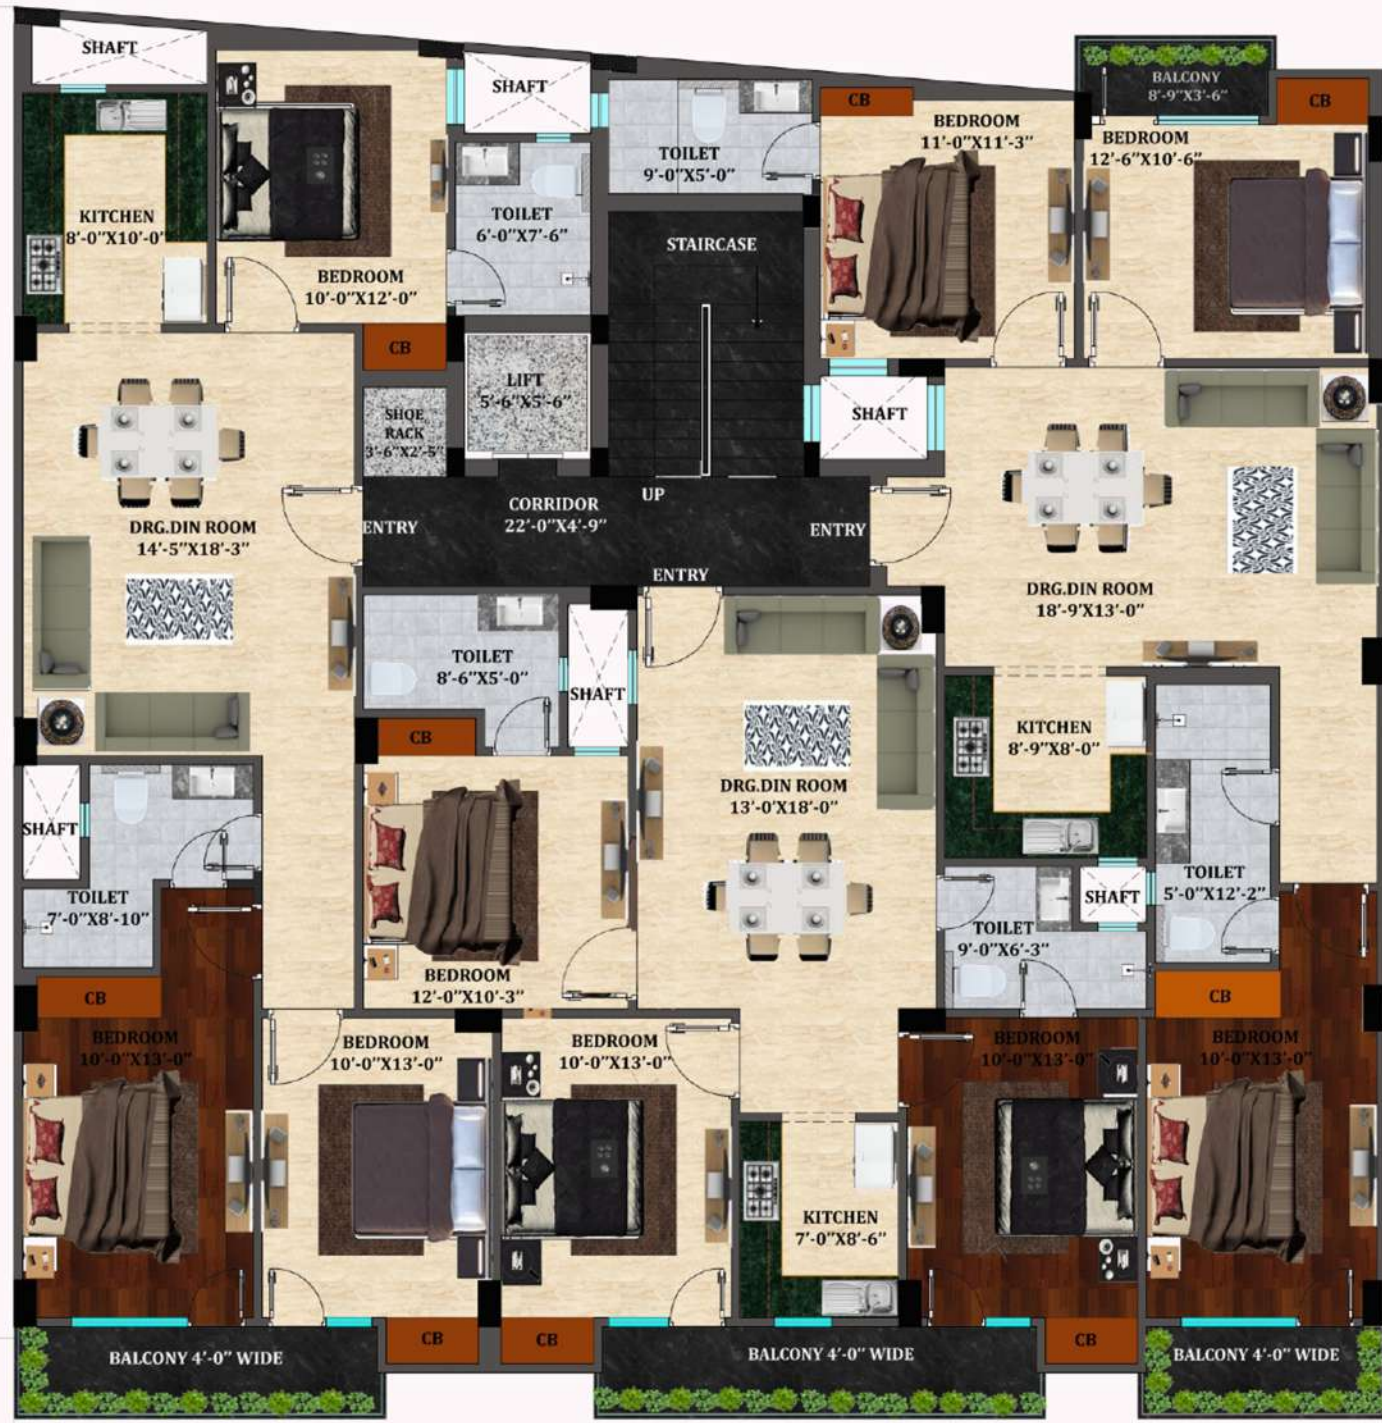 SHAFT
KITCHEN
8'-0"X10'-0"
BEDROOM
10'-0"X12'-0"
CB
SHAFT
TOILET
6'-0"X7'-6"
TOILET
9'-0"X5'-0"
STAIRCASE
LIFT
5'-6"X5'-6"
SHOE
RACK
3'-6"X2'-5"
CB
BEDROOM
11'-0"X11'-3"
BALCONY
8'-9"X3'-6"
CB
BEDROOM
12'-6"X10'-6"
SHAFT
DRG.DIN ROOM
14'-5"X18'-3"
ENTRY
CORRIDOR
22'-0"X4'-9"
UP
ENTRY
ENTRY
DRG.DIN ROOM
18'-9"X13'-0"
TOILET
8'-6"X5'-0"
SHAFT
CB
DRG.DIN ROOM
13'-0'X18'-0"
KITCHEN
8'-9"X8'-0"
SHAFT
TOILET
7'-0"X8'-10"
CB
BEDROOM
12'-0"X10'-3"
TOILET
9'-0"X6'-3"
SHAFT
TOILET
5'-0"X12'-2"
CB
BEDROOM
10'-0"X13'-0"
BEDROOM
10'-0"X13'-0"
BEDROOM
10'-0"X13'-0"
BEDROOM
10'-0"X13'-0"
BEDROOM
10'-0"X13'-0"
KITCHEN
7'-0"X8'-6"
BALCONY 4'-0" WIDE
CB
CB
BALCONY 4'-0" WIDE
CB
BALCONY 4'-0" WIDE